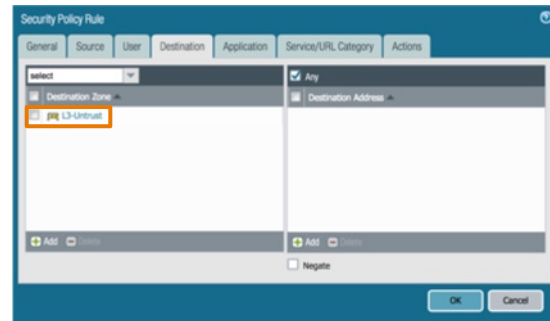 Security Policy Rule
General Source User Destination Application Service/URL Category Actions
select
Any
Destination Zone
Destination Address
L3-Untrust
Add Delete
Add Delete
Negate
OK Cancel